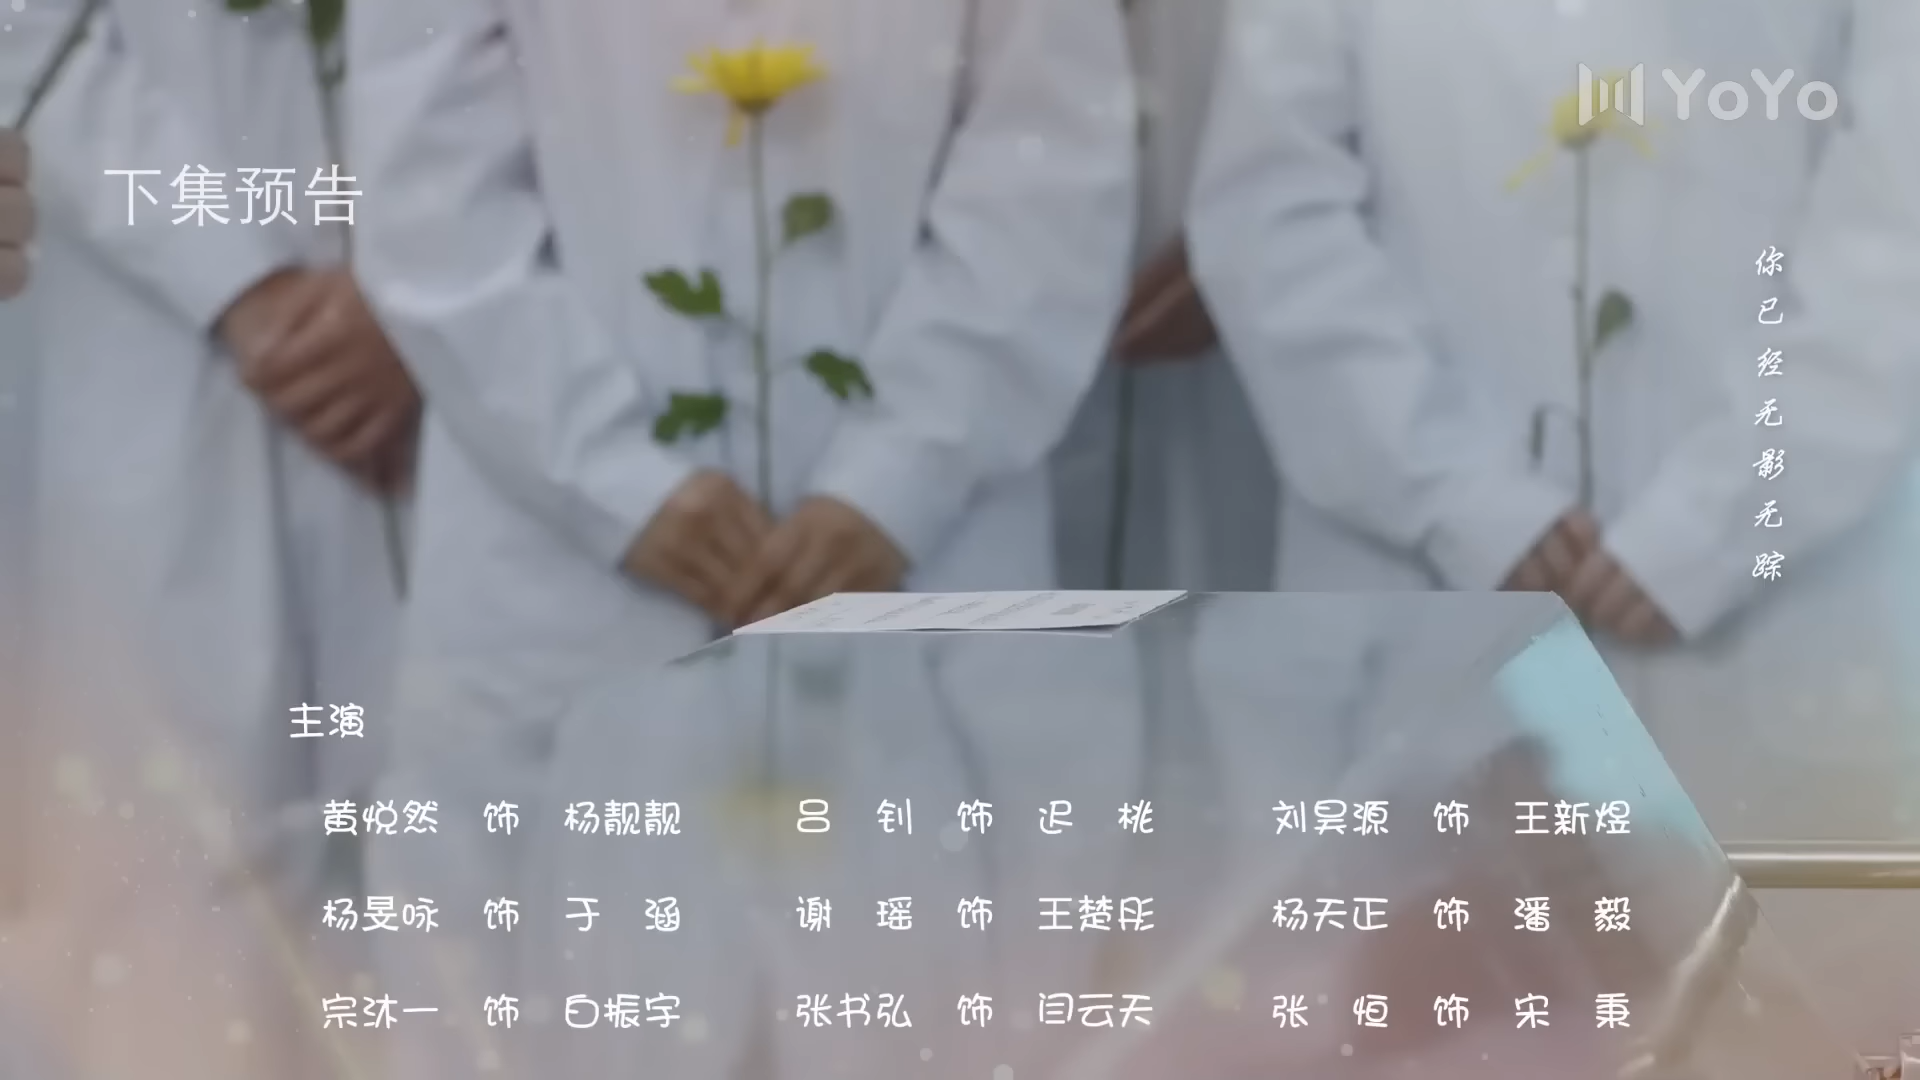 YOYO
下集预告
你已经无影无踪
主演
黄悦然 饰 杨靓靓 吕 钊 饰 迟 桃 刘昊源 饰 王新煜
杨旻咏 饰 于 涵 谢 瑶 饰 王楚彤 杨天正 饰 潘 毅
宗沐一 饰 白振宇 张书弘 饰 闫云天 张 恒 饰 宋 秉